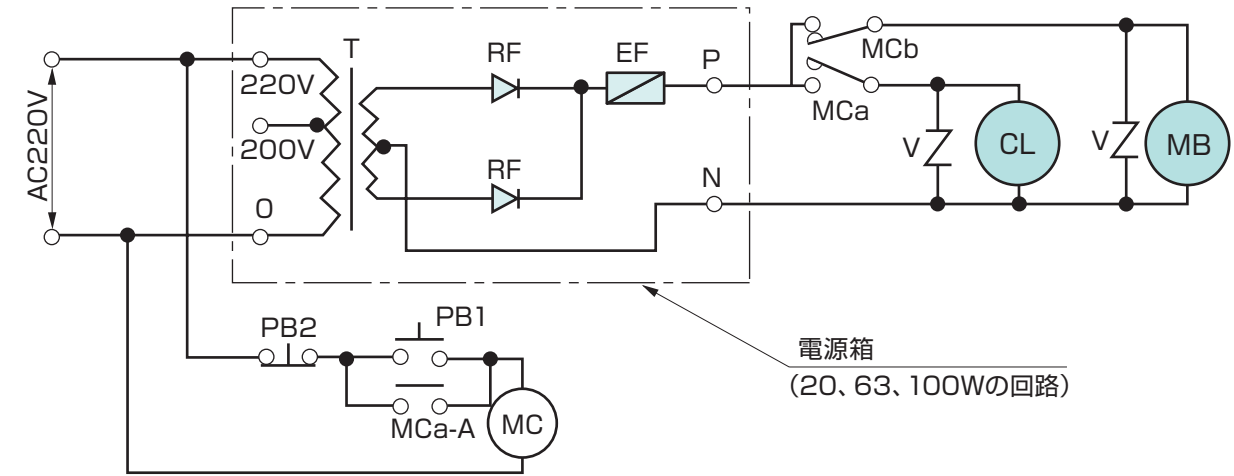 T
RF
EF
P
MCb
220V
MCa
AC220V
200V
V
CL
V
MB
RF
N
0
PB2
PB1
MCa-A
MC
電源箱
（20、63、100Wの回路）